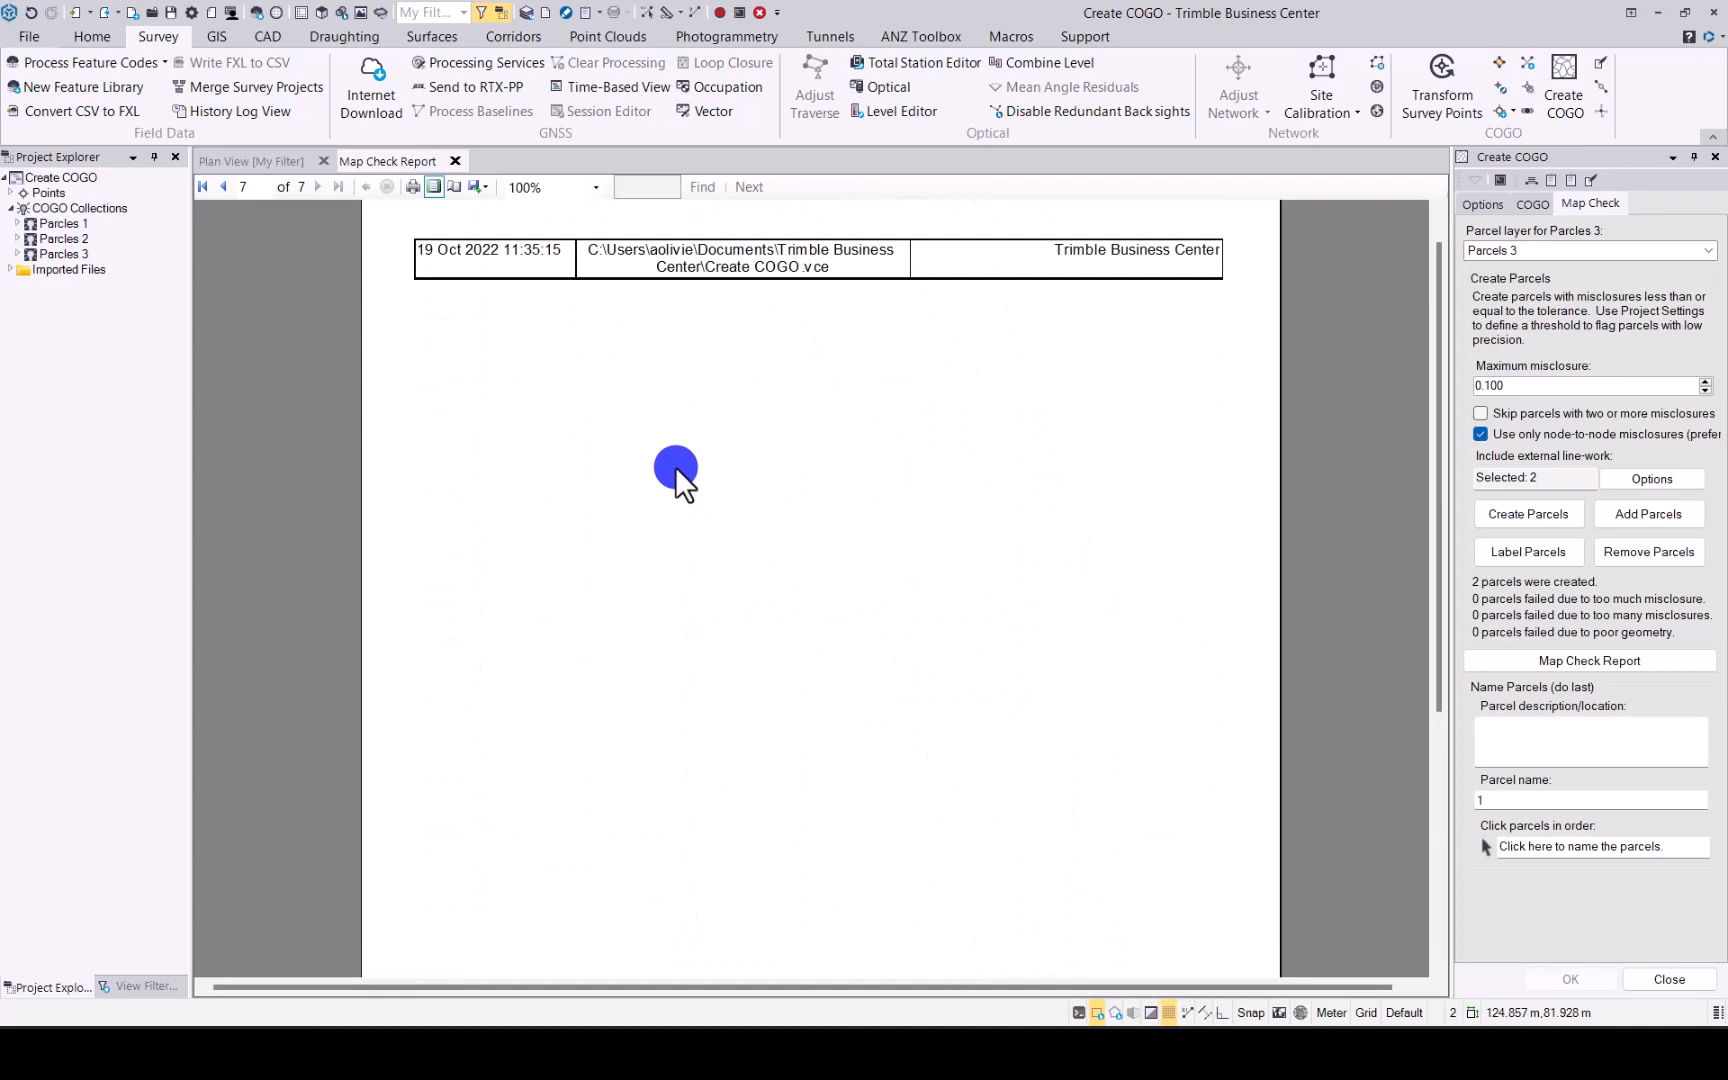 My Filt...
Create COGO - Trimble Business Center
File Home Survey GIS CAD Draughting Surfaces Corridors Point Clouds Photogrammetry Tunnels ANZ Toolbox Macros Support
Process Feature Codes
Write FXL to CSV
New Feature Library
Merge Survey Projects
Convert CSV to FXL
History Log View
Field Data
Internet
Download
Processing Services
Clear Processing
Loop Closure
Send to RTX-PP
Time-Based View
Occupation
Process Baselines
Session Editor
Vector
GNSS
Adjust
Traverse
Total Station Editor
Combine Level
Optical
Mean Angle Residuals
Level Editor
Disable Redundant Backsights
Optical
Adjust
Network
Site
Calibration
Network
Transform
Survey Points
Create
COGO
COGO
Project Explorer
Create COGO
Points
COGO Collections
Parcles 1
Parcles 2
Parcles 3
Imported Files
Project Explo...
View Filter...
Plan View [My Filter]
Map Check Report
7 of 7
100%
Find
Next
19 Oct 2022 11:35:15
C:\Users\aolivie\Documents\Trimble Business
Center\Create COGO.vce
Trimble Business Center
Create COGO
Options COGO Map Check
Parcel layer for Parcles 3:
Parcels 3
Create Parcels
Create parcels with misclosures less than or
equal to the tolerance. Use Project Settings
to define a threshold to flag parcels with low
precision.
Maximum misclosure:
0.100
Skip parcels with two or more misclosures
Use only node-to-node misclosures (prefer
Include external line-work:
Selected: 2
Options
Create Parcels
Add Parcels
Label Parcels
Remove Parcels
2 parcels were created.
0 parcels failed due to too much misclosure.
0 parcels failed due to too many misclosures.
0 parcels failed due to poor geometry.
Map Check Report
Name Parcels (do last)
Parcel description/location:
Parcel name:
1
Click parcels in order:
Click here to name the parcels.
OK
Close
Snap
Meter
Grid
Default
2
124.857 m,81.928 m